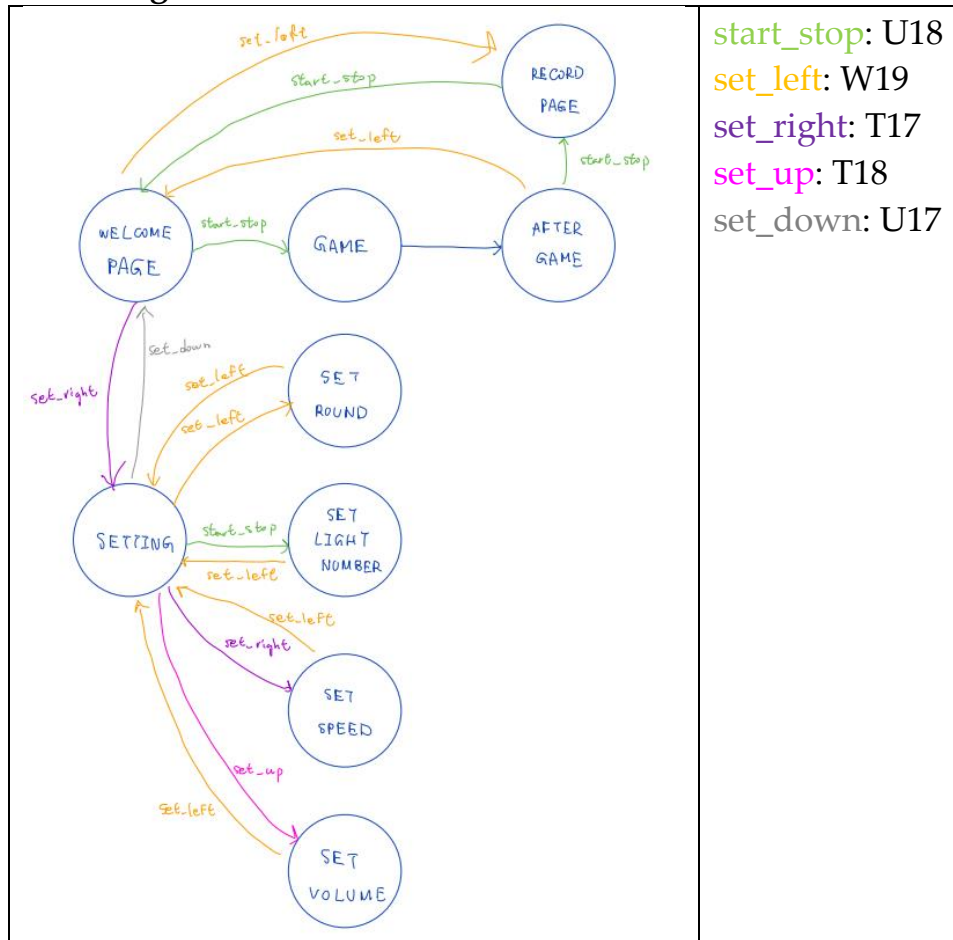 set_left
start_stop
RECORD
PAGE
set_left
start_stop
WELCOME
PAGE
start_stop
GAME
AFTER
GAME
set_right
set_down
set_left
set_left
SET
ROUND
SETTING
start_stop
set_left
SET
LIGHT
NUMBER
set_left
set_right
SET
SPEED
set_up
set_left
SET
VOLUME
start_stop: U18
set_left: W19
set_right: T17
set_up: T18
set_down: U17